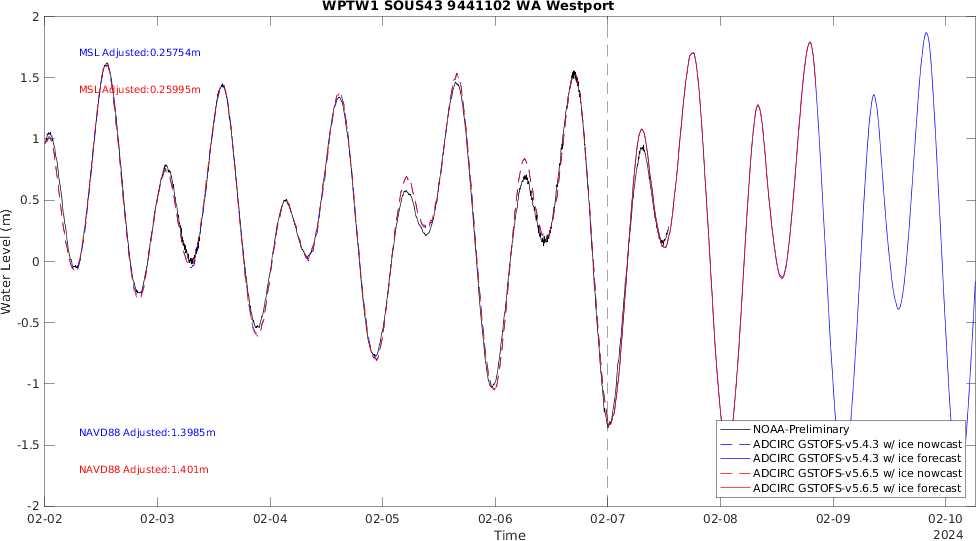 WPTW1 SOUS43 9441102 WA Westport
2
1.5
1
0.5
0
-0.5
-1
-1.5
-2
Water Level (m)
MSL Adjusted:0.25754m
MSL Adjusted:0.25995m
NAVD88 Adjusted:1.3985m
NAVD88 Adjusted:1.401m
NOAA-Preliminary
ADCIRC GSTOFS-v5.4.3 w/ ice nowcast
ADCIRC GSTOFS-v5.4.3 w/ ice forecast
ADCIRC GSTOFS-v5.6.5 w/ ice nowcast
ADCIRC GSTOFS-v5.6.5 w/ ice forecast
02-02 02-03 02-04 02-05 02-06 02-07 02-08 02-09 02-10
2024
Time